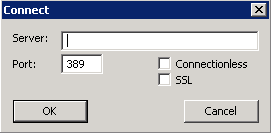 Connect
Server:
Port: 389 Connectionless
SSL
OK Cancel